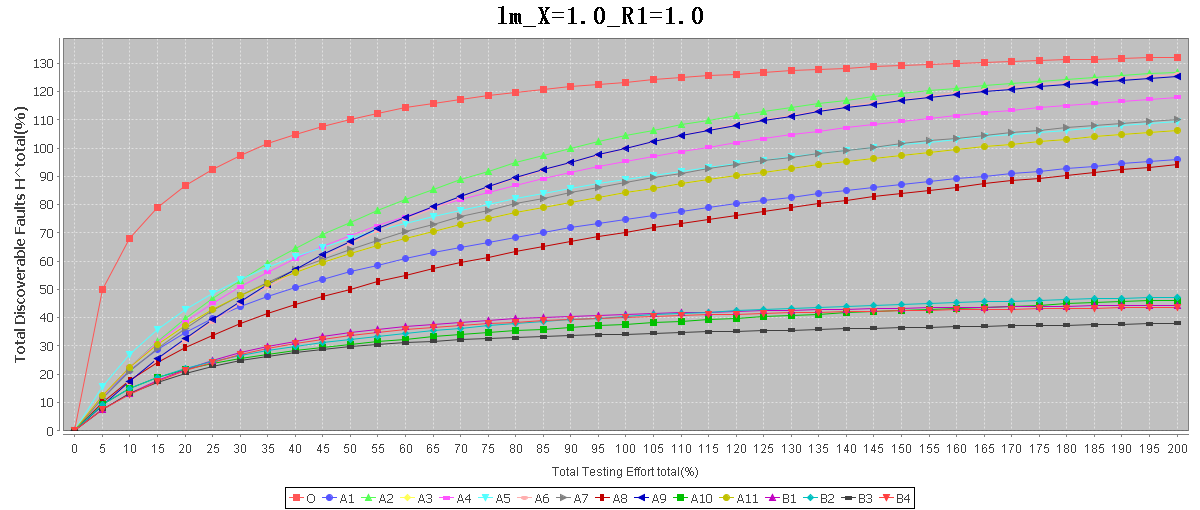 lm_X=1.0_R1=1.0
Total Discoverable Faults H^total(%)
130
120
110
100
90
80
70
60
50
40
30
20
10
0
0 5 10 15 20 25 30 35 40 45 50 55 60 65 70 75 80 85 90 95 100 105 110 115 120 125 130 135 140 145 150 155 160 165 170 175 180 185 190 195 200
Total Testing Effort total(%)
O A1 A2 A3 A4 A5 A6 A7 A8 A9 A10 A11 B1 B2 B3 B4